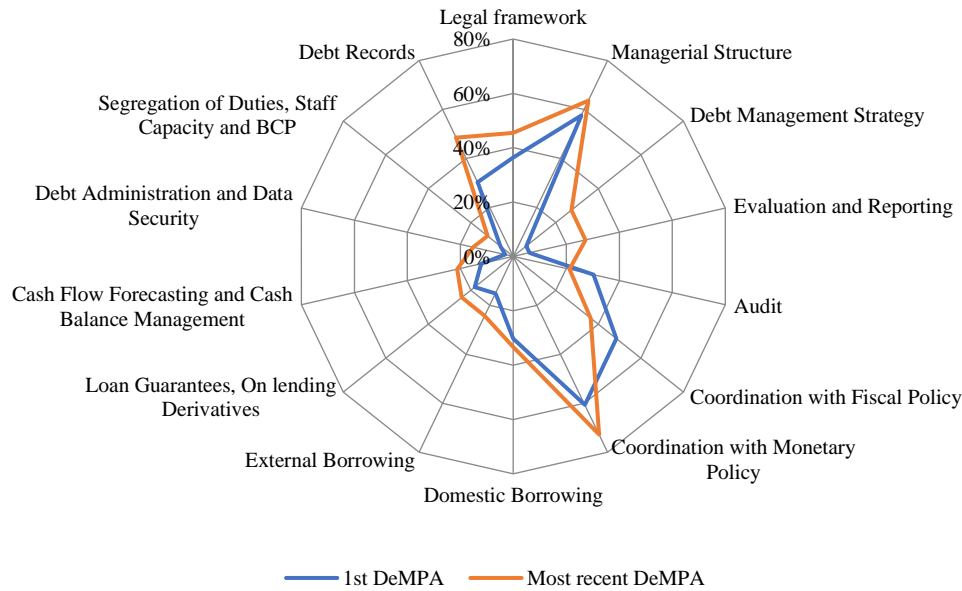 Legal framework
80%
Debt Records
Managerial Structure
60%
Segregation of Duties, Staff
Capacity and BCP
Debt Management Strategy
40%
Debt Administration and Data
Security
20%
Evaluation and Reporting
0%
Cash Flow Forecasting and Cash
Balance Management
Audit
Loan Guarantees, On lending
Derivatives
Coordination with Fiscal Policy
External Borrowing
Coordination with Monetary
Policy
Domestic Borrowing
1st DeMPA
Most recent DeMPA